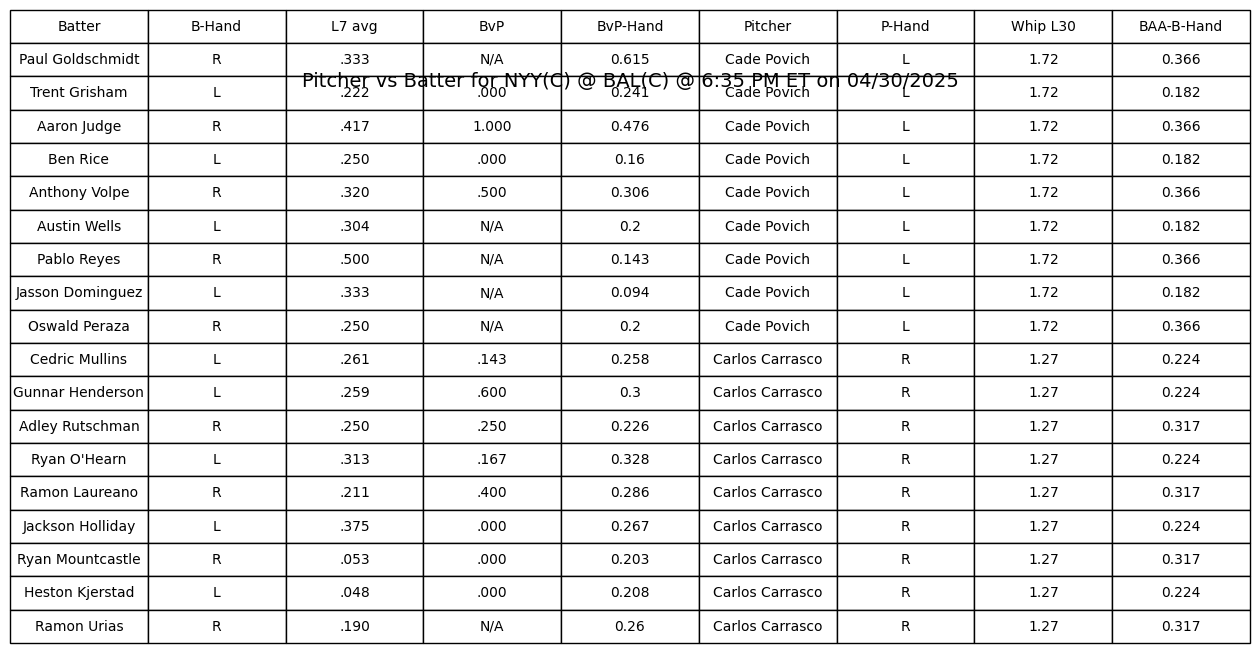 Batter B-Hand L7 avg BvP BvP-Hand Pitcher P-Hand Whip L30 BAA-B-Hand
Paul Goldschmidt R .333 N/A 0.615 Cade Povich L 1.72 0.366
Pitcher vs Batter for NYY(C) @ BAL(C) @ 6:35 PM ET on 04/30/2025
Trent Grisham L .222 .000 0.241 Cade Povich L 1.72 0.182
Aaron Judge R .417 1.000 0.476 Cade Povich L 1.72 0.366
Ben Rice L .250 .000 0.16 Cade Povich L 1.72 0.182
Anthony Volpe R .320 .500 0.306 Cade Povich L 1.72 0.366
Austin Wells L .304 N/A 0.2 Cade Povich L 1.72 0.182
Pablo Reyes R .500 N/A 0.143 Cade Povich L 1.72 0.366
Jasson Dominguez L .333 N/A 0.094 Cade Povich L 1.72 0.182
Oswald Peraza R .250 N/A 0.2 Cade Povich L 1.72 0.366
Cedric Mullins L .261 .143 0.258 Carlos Carrasco R 1.27 0.224
Gunnar Henderson L .259 .600 0.3 Carlos Carrasco R 1.27 0.224
Adley Rutschman R .250 .250 0.226 Carlos Carrasco R 1.27 0.317
Ryan O'Hearn L .313 .167 0.328 Carlos Carrasco R 1.27 0.224
Ramon Laureano R .211 .400 0.286 Carlos Carrasco R 1.27 0.317
Jackson Holliday L .375 .000 0.267 Carlos Carrasco R 1.27 0.224
Ryan Mountcastle R .053 .000 0.203 Carlos Carrasco R 1.27 0.317
Heston Kjerstad L .048 .000 0.208 Carlos Carrasco R 1.27 0.224
Ramon Urias R .190 N/A 0.26 Carlos Carrasco R 1.27 0.317